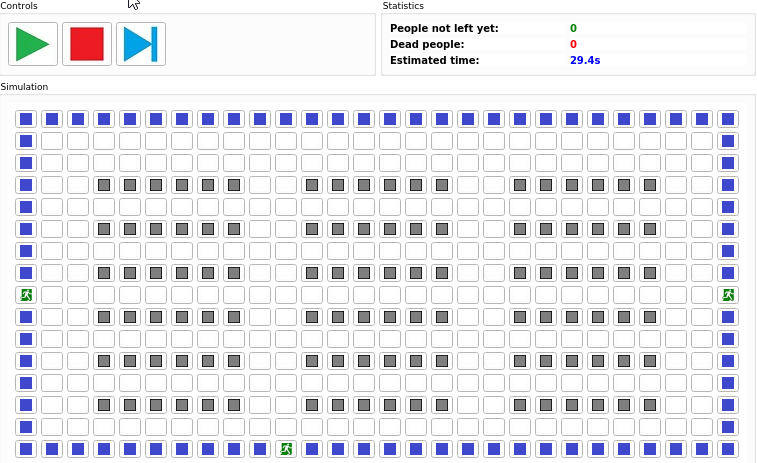 Controls
Statistics
People not left yet: 0
Dead people: 0
Estimated time: 29.4s
Simulation